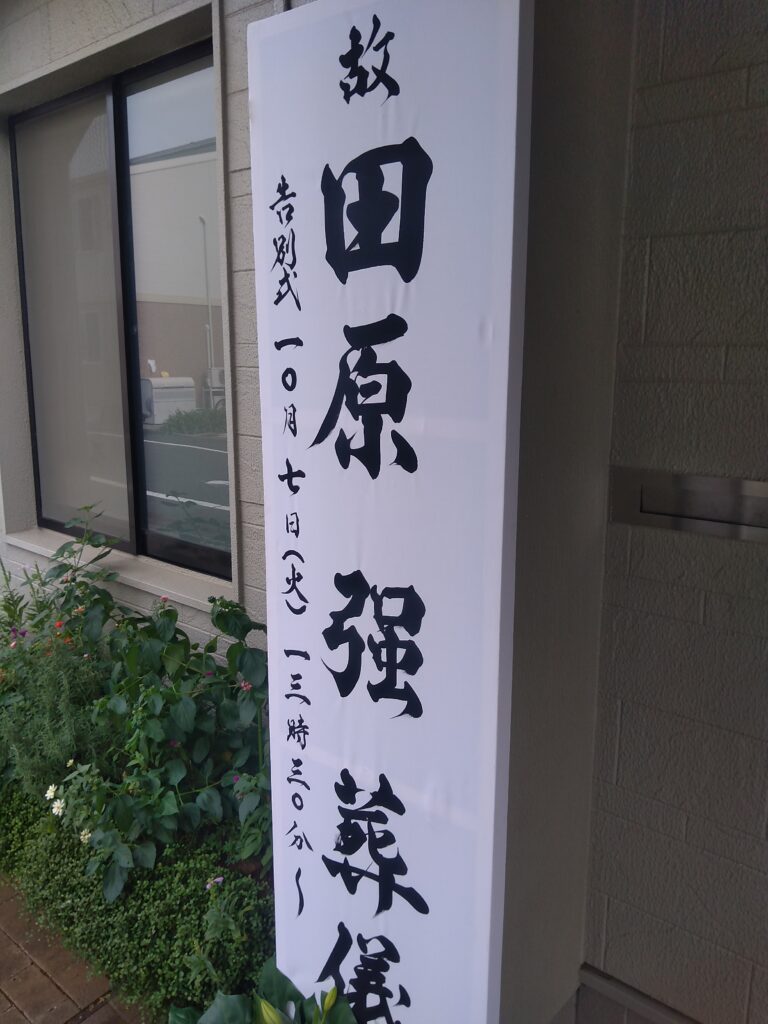 故 田原 强 葬儀
告別式 一〇月 七日(火) 一三時三〇分〜